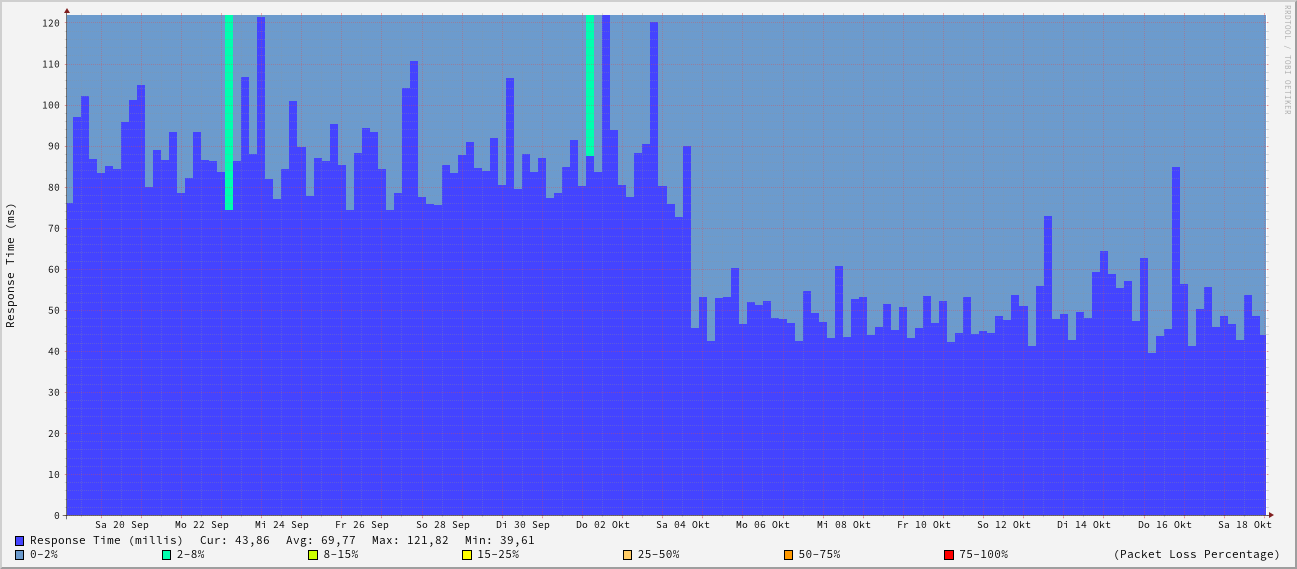 RRDTOOL / TOBI OETIKER
Response Time (ms)
120
110
100
90
80
70
60
50
40
30
20
10
0
Sa 20 Sep Mo 22 Sep Mi 24 Sep Fr 26 Sep So 28 Sep Di 30 Sep Do 02 Okt Sa 04 Okt Mo 06 Okt Mi 08 Okt Fr 10 Okt So 12 Okt Di 14 Okt Do 16 Okt Sa 18 Okt
Response Time (millis) Cur: 43,86 Avg: 69,77 Max: 121,82 Min: 39,61
0-2% 2-8% 8-15% 15-25% 25-50% 50-75% 75-100% (Packet Loss Percentage)